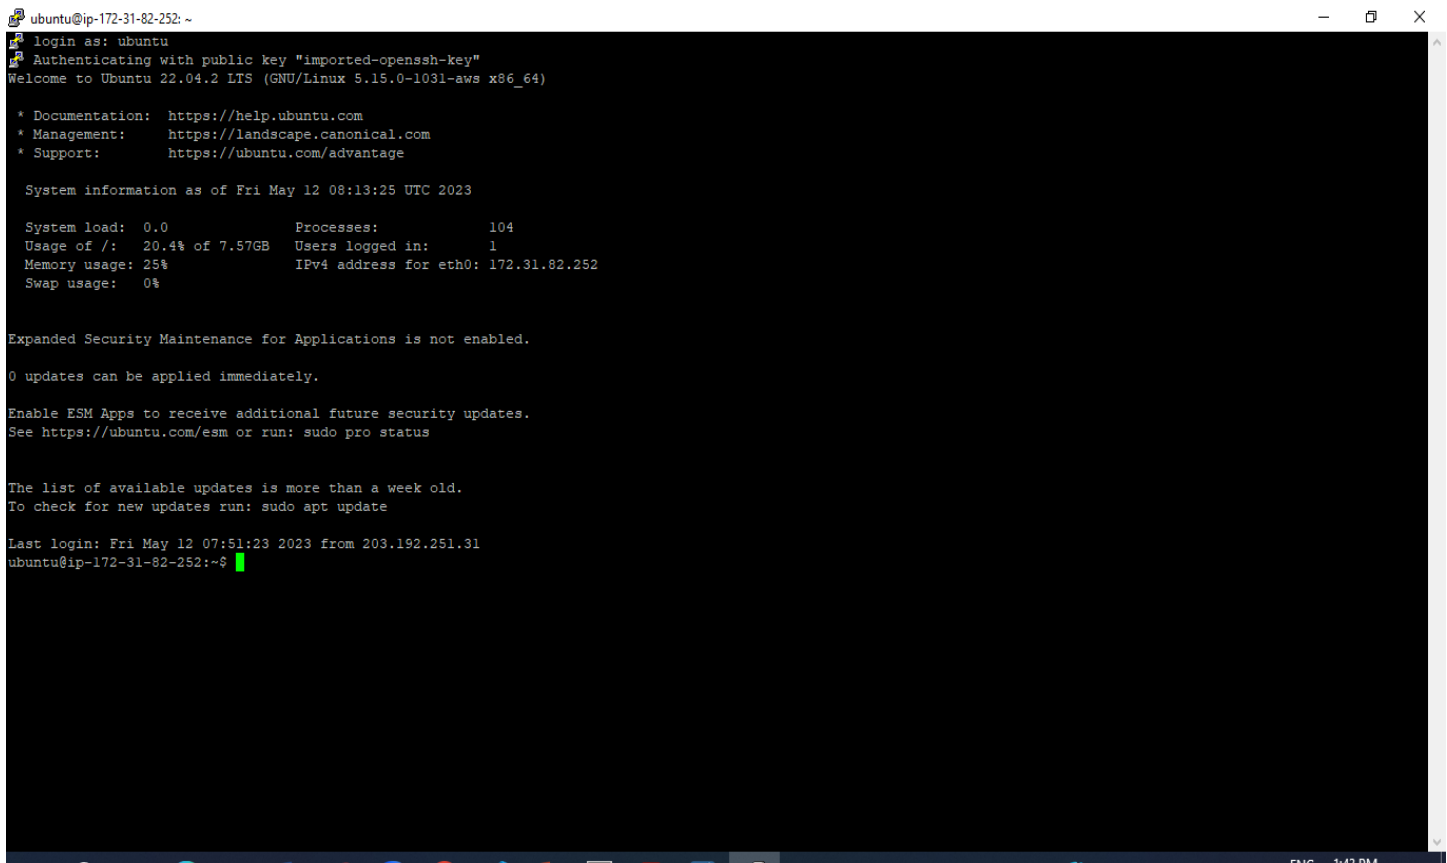 ubuntu@ip-172-31-82-252: ~
login as: ubuntu
Authenticating with public key "imported-openssh-key"
Welcome to Ubuntu 22.04.2 LTS (GNU/Linux 5.15.0-1031-aws x86_64)
* Documentation:  https://help.ubuntu.com
* Management:     https://landscape.canonical.com
* Support:        https://ubuntu.com/advantage
System information as of Fri May 12 08:13:25 UTC 2023
System load:  0.0               Processes:             104
Usage of /:   20.4% of 7.57GB   Users logged in:       1
Memory usage: 25%               IPv4 address for eth0: 172.31.82.252
Swap usage:   0%
Expanded Security Maintenance for Applications is not enabled.
0 updates can be applied immediately.
Enable ESM Apps to receive additional future security updates.
See https://ubuntu.com/esm or run: sudo pro status
The list of available updates is more than a week old.
To check for new updates run: sudo apt update
Last login: Fri May 12 07:51:23 2023 from 203.192.251.31
ubuntu@ip-172-31-82-252:~$